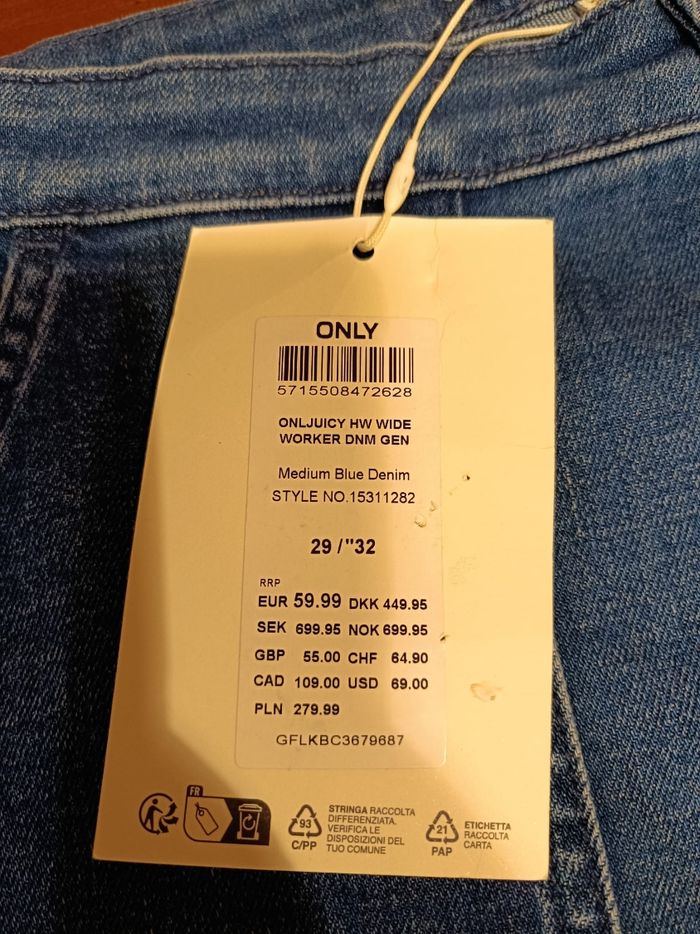 ONLY
5715508472628
ONLJUICY HW WIDE
WORKER DNM GEN
Medium Blue Denim
STYLE NO.15311282
29 /"32
RRP
EUR 59.99 DKK 449.95
SEK 699.95 NOK 699.95
GBP 55.00 CHF 64.90
CAD 109.00 USD 69.00
PLN 279.99
GFLKBC3679687
FR
93
C/PP
STRINGA RACCOLTA
DIFFERENZIATA.
VERIFICA LE
DISPOSIZIONI DEL
TUO COMUNE
21
PAP
ETICHETTA
RACCOLTA
CARTA